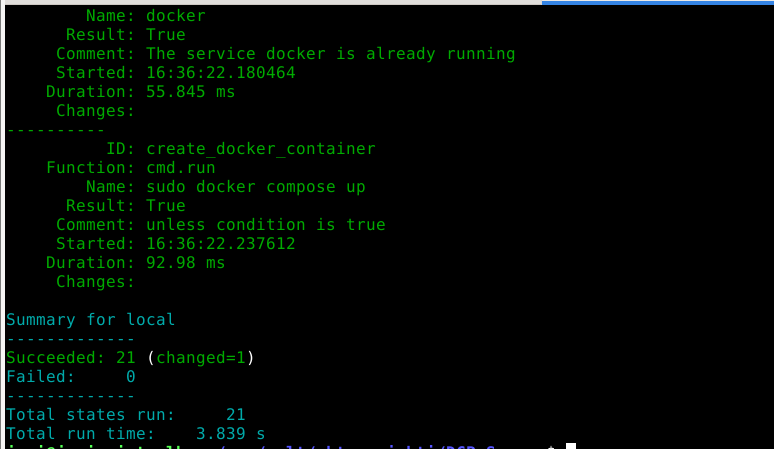 Name: docker
Result: True
Comment: The service docker is already running
Started: 16:36:22.180464
Duration: 55.845 ms
Changes:
----------
ID: create_docker_container
Function: cmd.run
Name: sudo docker compose up
Result: True
Comment: unless condition is true
Started: 16:36:22.237612
Duration: 92.98 ms
Changes:
Summary for local
-------------
Succeeded: 21 (changed=1)
Failed: 0
-------------
Total states run: 21
Total run time: 3.839 s